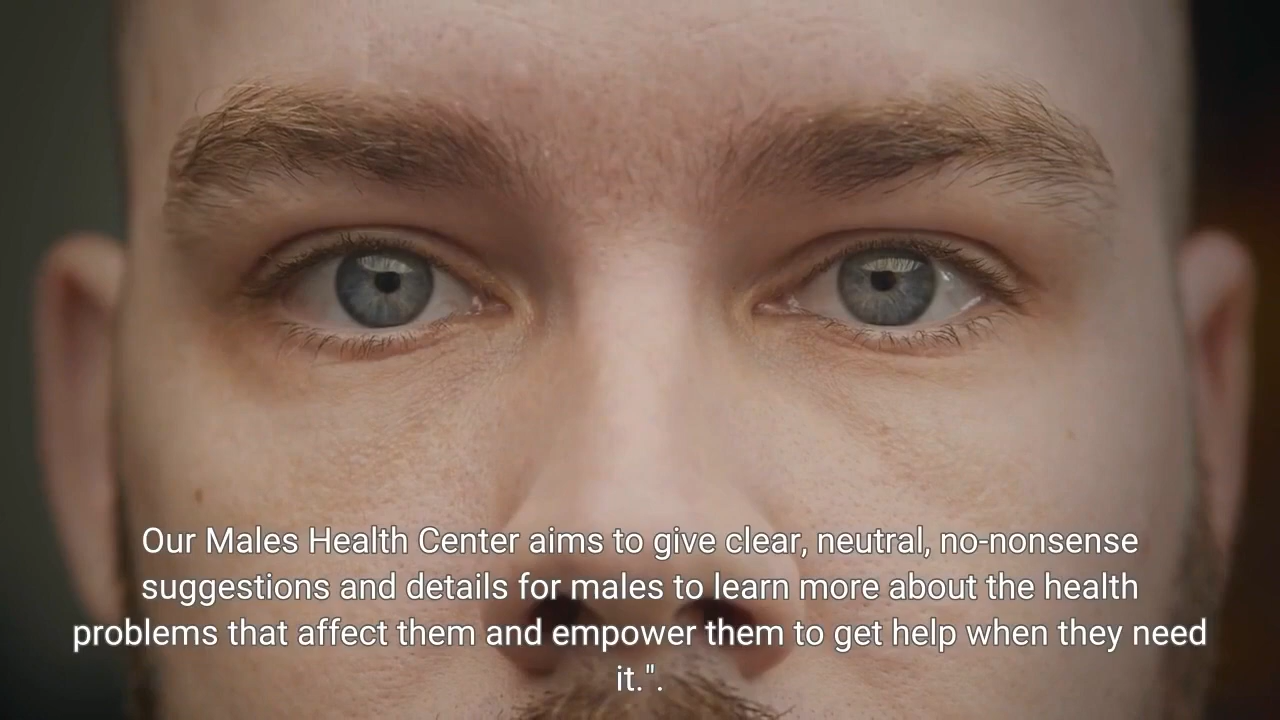 Our Males Health Center aims to give clear, neutral, no-nonsense
suggestions and details for males to learn more about the health
problems that affect them and empower them to get help when they need
it.".